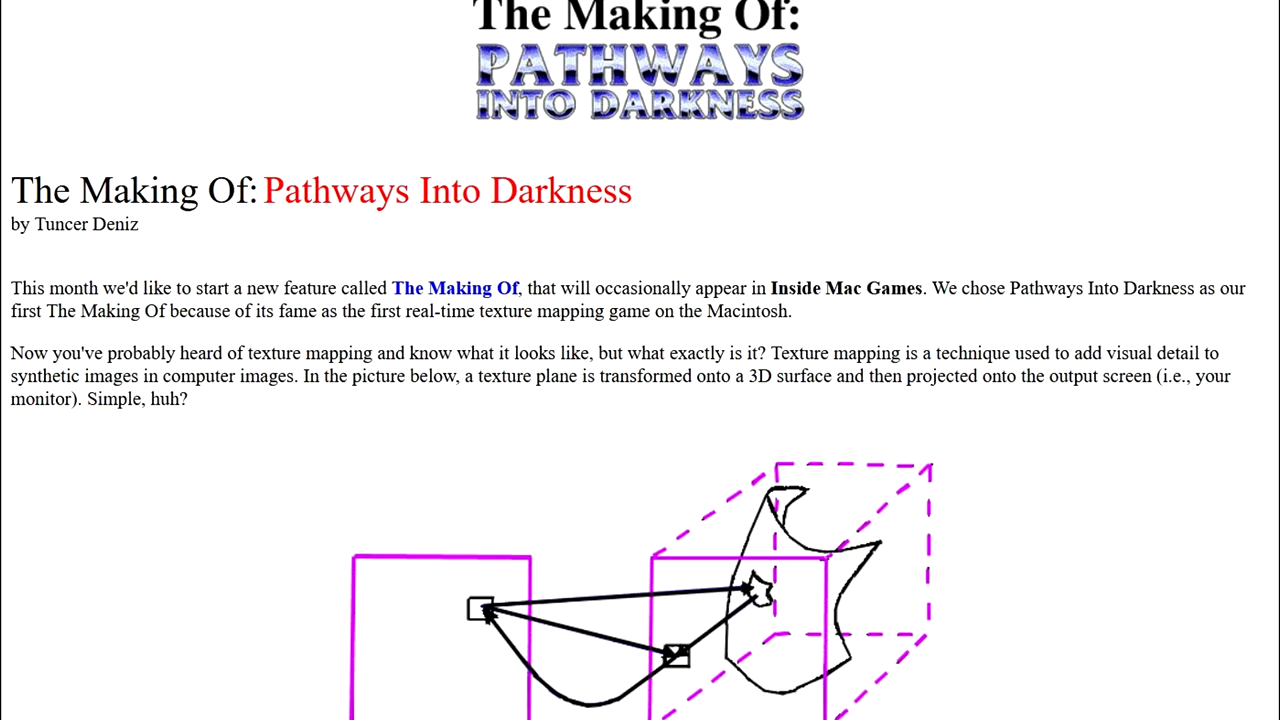 The Making Of:
PATHWAYS
INTO DARKNESS
The Making Of: Pathways Into Darkness
by Tuncer Deniz
This month we'd like to start a new feature called The Making Of, that will occasionally appear in Inside Mac Games. We chose Pathways Into Darkness as our
first The Making Of because of its fame as the first real-time texture mapping game on the Macintosh.
Now you've probably heard of texture mapping and know what it looks like, but what exactly is it? Texture mapping is a technique used to add visual detail to
synthetic images in computer images. In the picture below, a texture plane is transformed onto a 3D surface and then projected onto the output screen (i.e., your
monitor). Simple, huh?